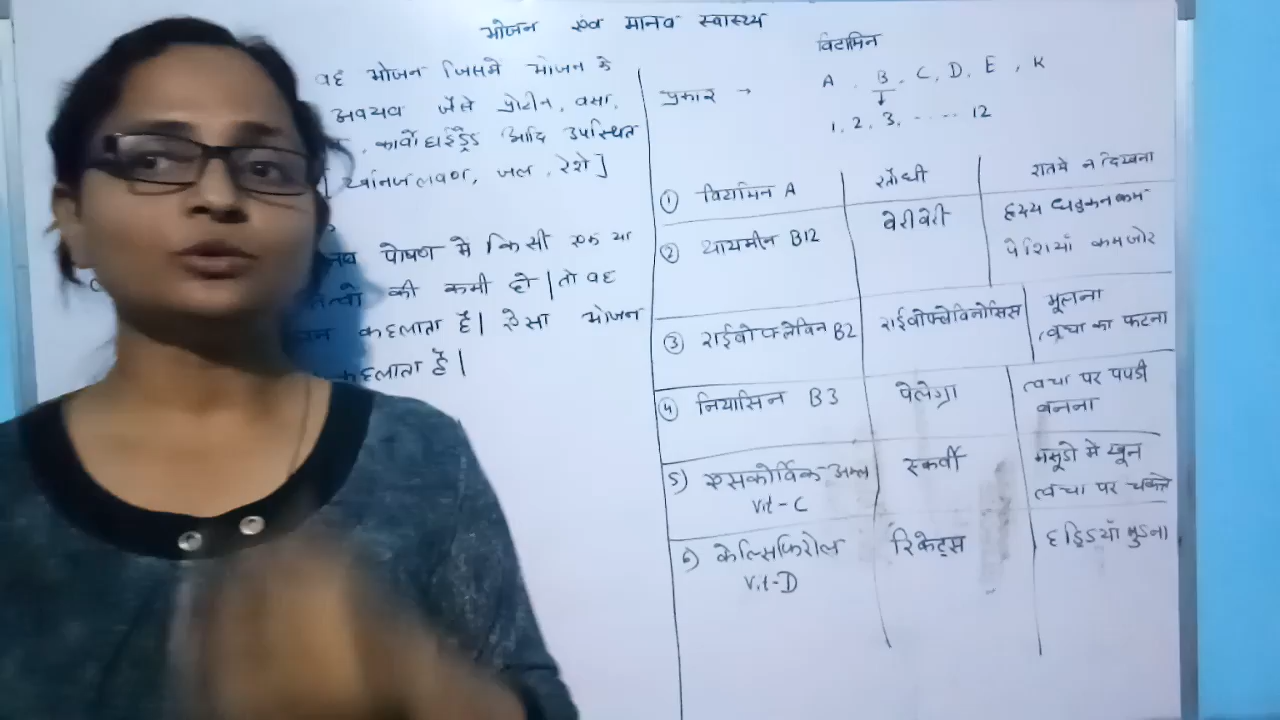 भोजन एवं मानव स्वास्थ्य
वह भोजन जिसमे भोजन के
अवयव जैसे प्रोटीन, वसा,
, कार्बोहाईड्रेड आदि उपस्थित
खनिजलवण, जल, रेशे ]
पोषण मे किसी एक या
की कमी हो | तो वह
कहलाता है | ऐसा भोजन
कहलाता है |
विटामिन
प्रकार → A, B, C, D, E, K
1, 2, 3, ..... 12
① विटामिन A रतौंधी रातमे न दिखना
② थायमीन B12 बेरीबेरी हृदय धड़कन कम
पेशियाँ कमजोर
③ राईबोफ्लेविन B2 राईबोफ्लेविनोसिस सूलना
त्वचा का फटना
④ नियासिन B3 पेलेग्रा त्वचा पर पपडी
बनना
5) एसकोर्बिक अम्ल स्कर्वी मसूडो मे खून
Vit-C त्वचा पर चकत्ते
6) केल्सिफिरोल रिकेट्स हड्डियाँ मुडना
Vit-D